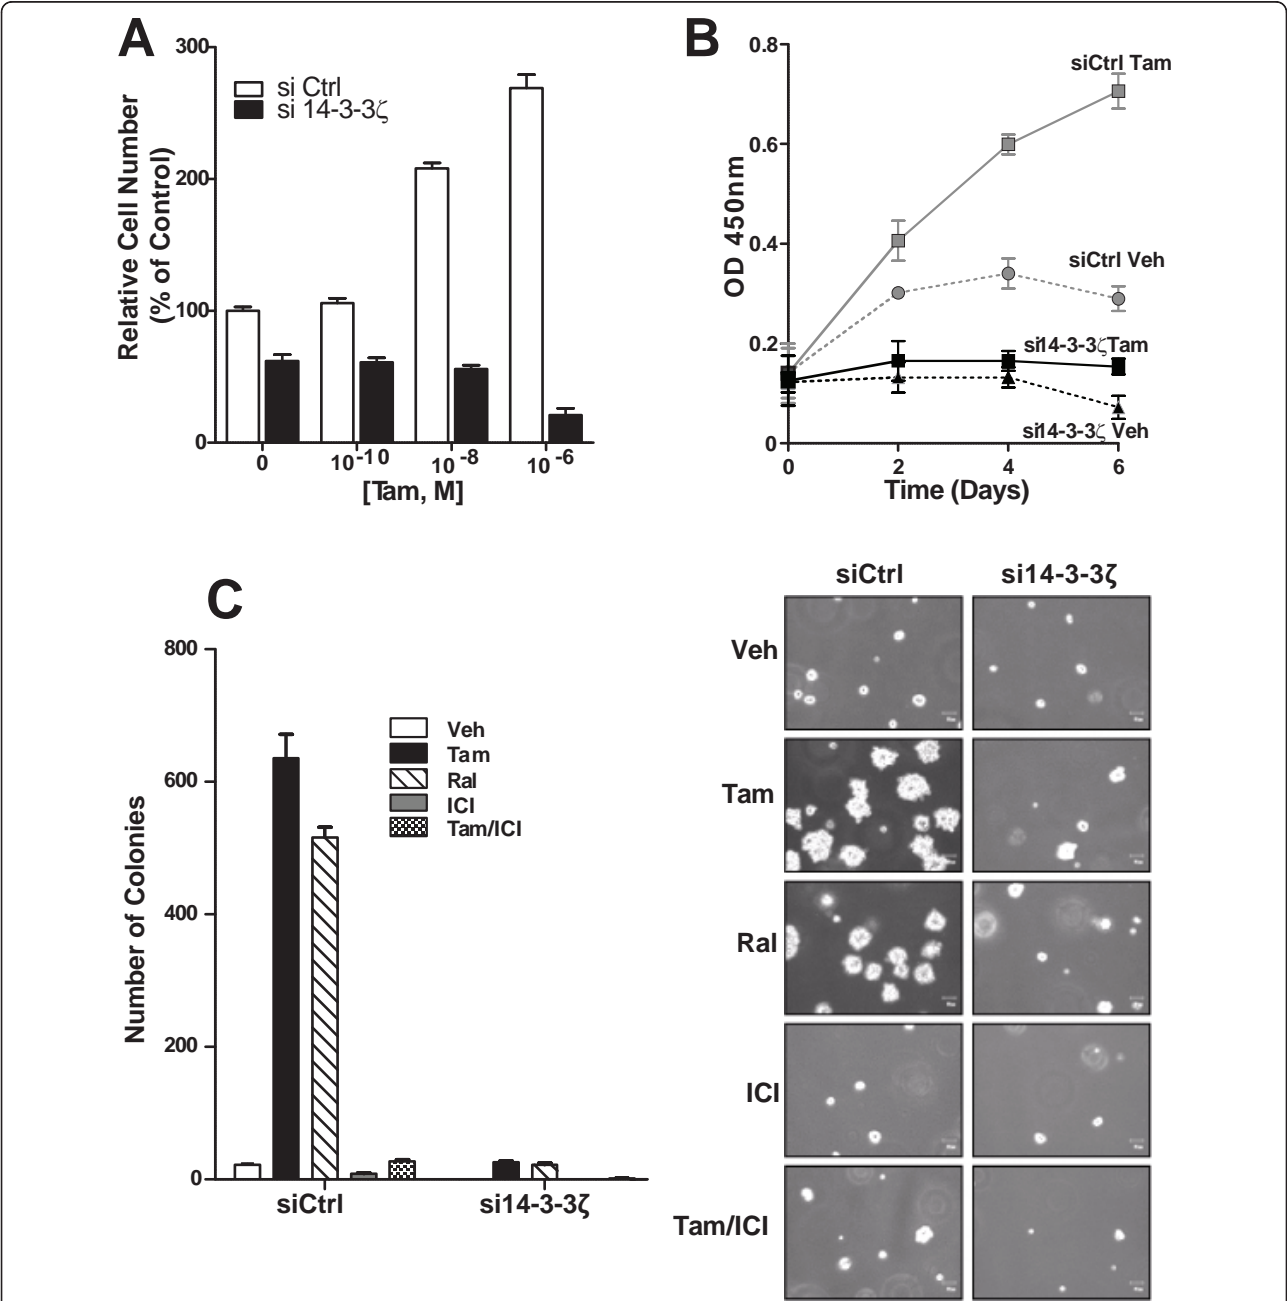 A
300
200
100
0
Relative Cell Number
(% of Control)
si Ctrl
si 14-3-3ζ
0
10-10
10-8
10-6
[Tam, M]
B
0.8
0.6
0.4
0.2
0
OD 450nm
siCtrl Tam
siCtrl Veh
si14-3-3ζTam
si14-3-3ζ Veh
0
2
4
6
Time (Days)
C
800
600
400
200
0
Number of Colonies
Veh
Tam
Ral
ICI
Tam/ICI
siCtrl
si14-3-3ζ
siCtrl
si14-3-3ζ
Veh
Tam
Ral
ICI
Tam/ICI